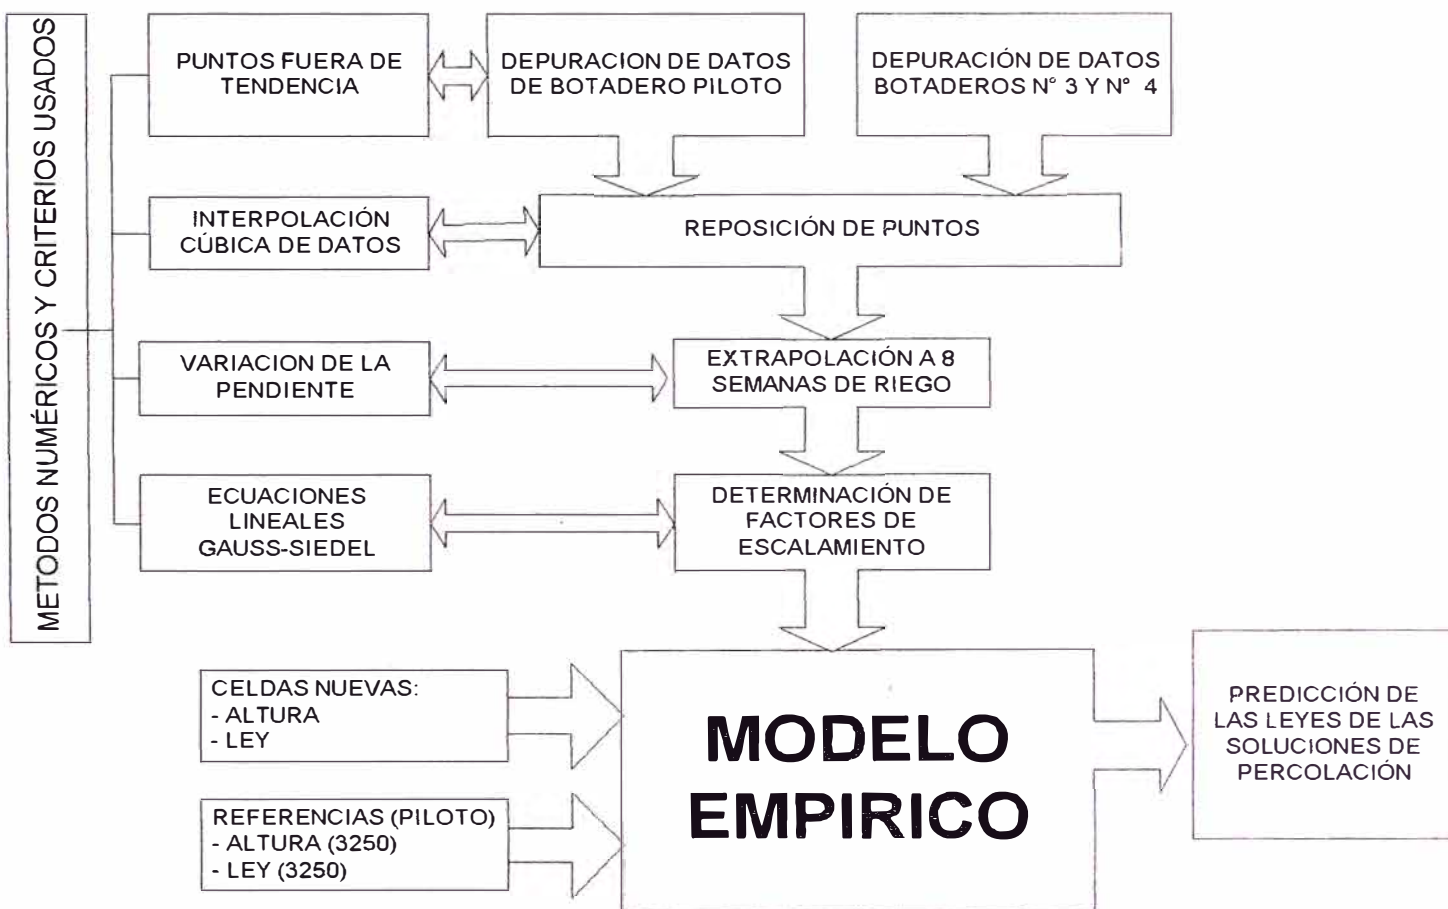 METODOS NUMÉRICOS Y CRITERIOS USADOS
PUNTOS FUERA DE
TENDENCIA
DEPURACION DE DATOS
DE BOTADERO PILOTO
DEPURACIÓN DE DATOS
BOTADEROS N° 3 Y N° 4
INTERPOLACIÓN
CÚBICA DE DATOS
REPOSICIÓN DE PUNTOS
VARIACION DE LA
PENDIENTE
EXTRAPOLACIÓN A 8
SEMANAS DE RIEGO
ECUACIONES
LINEALES
GAUSS-SIEDEL
DETERMINACIÓN DE
FACTORES DE
ESCALAMIENTO
CELDAS NUEVAS:
- ALTURA
- LEY
REFERENCIAS (PILOTO)
- ALTURA (3250)
- LEY (3250)
MODELO
EMPIRICO
PREDICCIÓN DE
LAS LEYES DE LAS
SOLUCIONES DE
PERCOLACIÓN